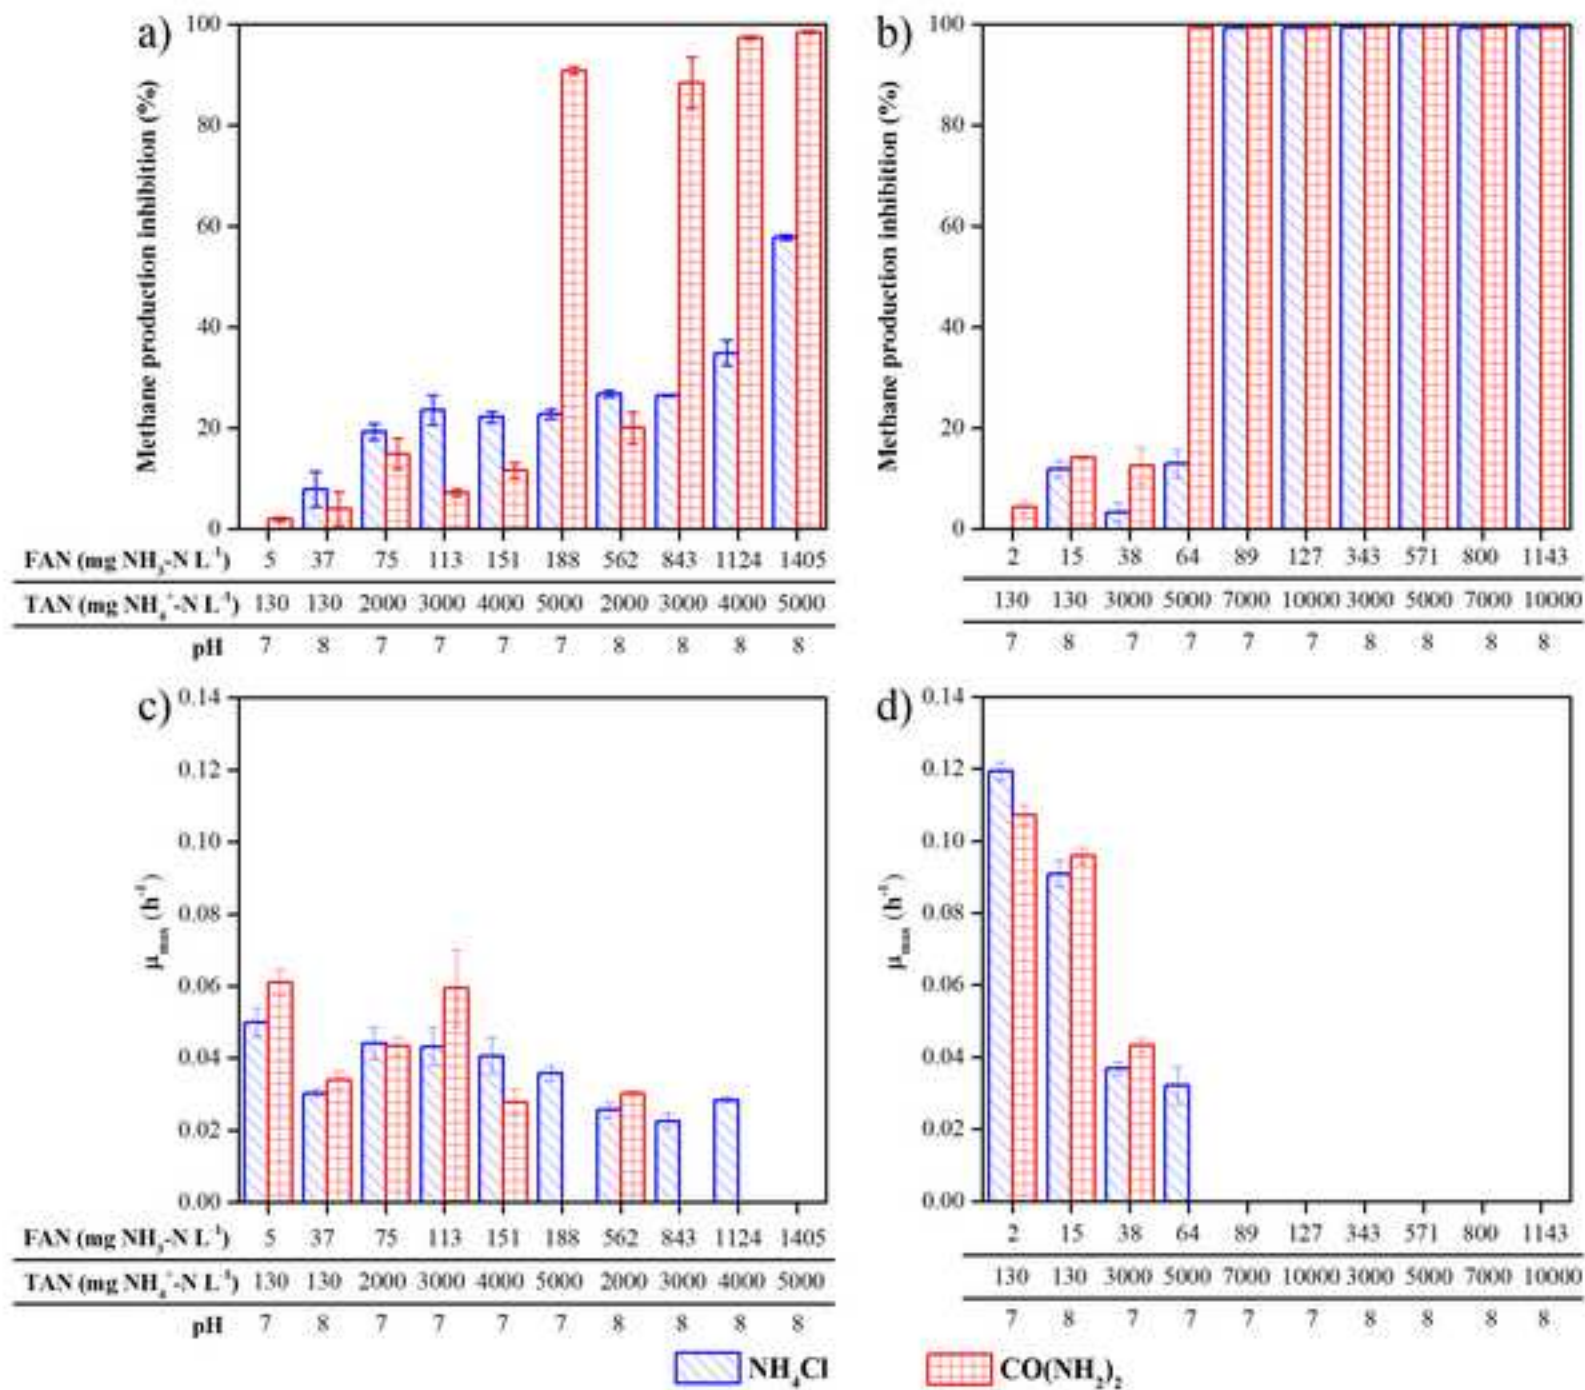 a)
Methane production inhibition (%)
100
80
60
40
20
0
FAN (mg NH₃-N L⁻¹) 5 37 75 113 151 188 562 843 1124 1405
TAN (mg NH₄⁺-N L⁻¹) 130 130 2000 3000 4000 5000 2000 3000 4000 5000
pH 7 8 7 7 7 7 8 8 8 8
b)
Methane production inhibition (%)
100
80
60
40
20
0
2 15 38 64 89 127 343 571 800 1143
130 130 3000 5000 7000 10000 3000 5000 7000 10000
7 8 7 7 7 7 8 8 8 8
c)
μmax (h⁻¹)
0.14
0.12
0.10
0.08
0.06
0.04
0.02
0.00
FAN (mg NH₃-N L⁻¹) 5 37 75 113 151 188 562 843 1124 1405
TAN (mg NH₄⁺-N L⁻¹) 130 130 2000 3000 4000 5000 2000 3000 4000 5000
pH 7 8 7 7 7 7 8 8 8 8
d)
μmax (h⁻¹)
0.14
0.12
0.10
0.08
0.06
0.04
0.02
0.00
2 15 38 64 89 127 343 571 800 1143
130 130 3000 5000 7000 10000 3000 5000 7000 10000
7 8 7 7 7 7 8 8 8 8
NH₄Cl
CO(NH₂)₂